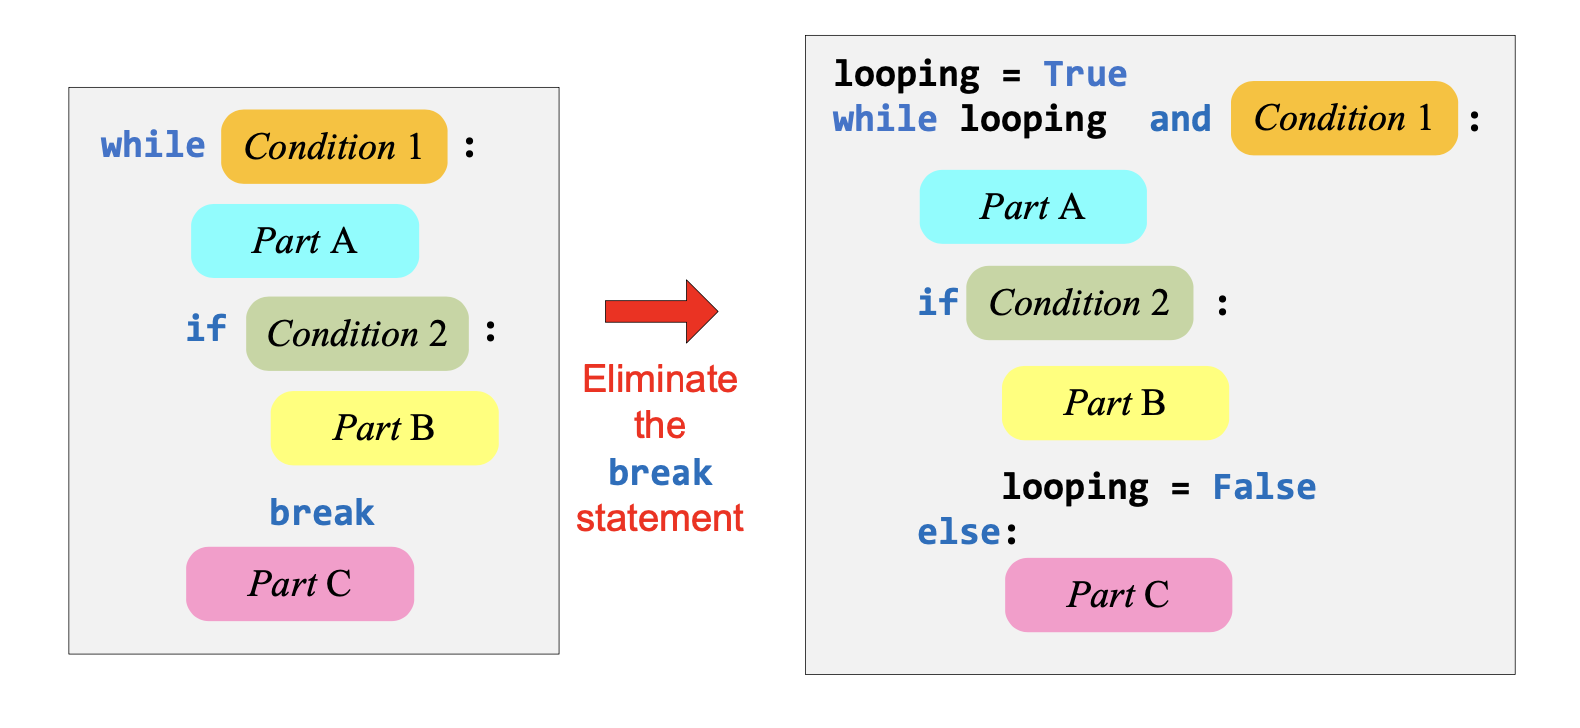 while Condition 1 :
Part A
if Condition 2 :
Part B
break
Part C
Eliminate
the
break
statement
looping = True
while looping and Condition 1 :
Part A
if Condition 2 :
Part B
looping = False
else:
Part C